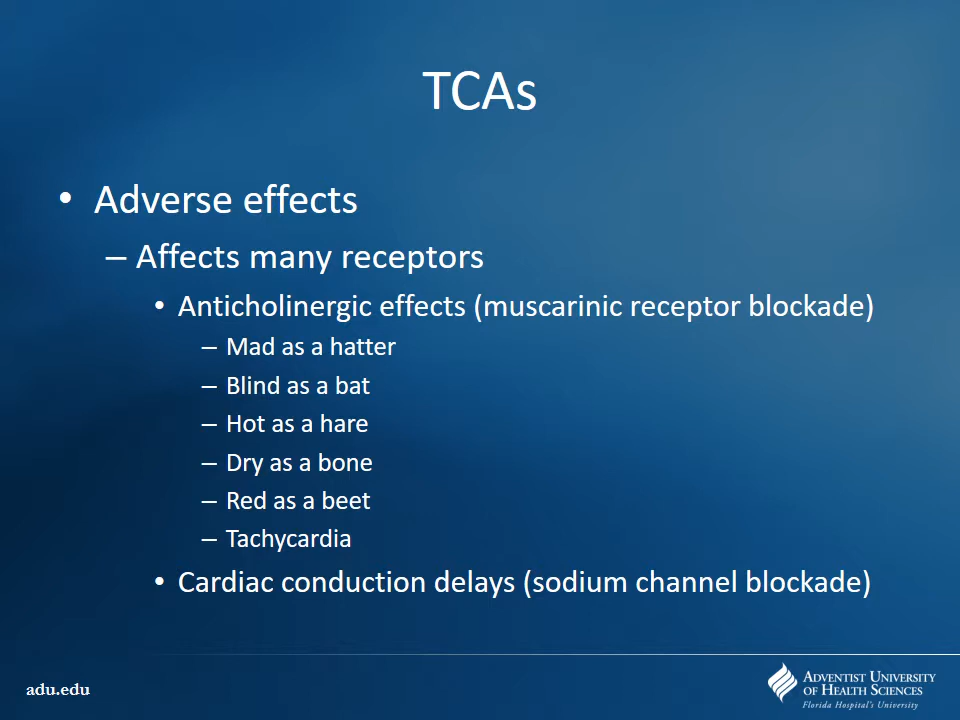 TCAs
• Adverse effects
– Affects many receptors
• Anticholinergic effects (muscarinic receptor blockade)
– Mad as a hatter
– Blind as a bat
– Hot as a hare
– Dry as a bone
– Red as a beet
– Tachycardia
• Cardiac conduction delays (sodium channel blockade)
adu.edu
ADVENTIST UNIVERSITY
OF HEALTH SCIENCES
Florida Hospital's University